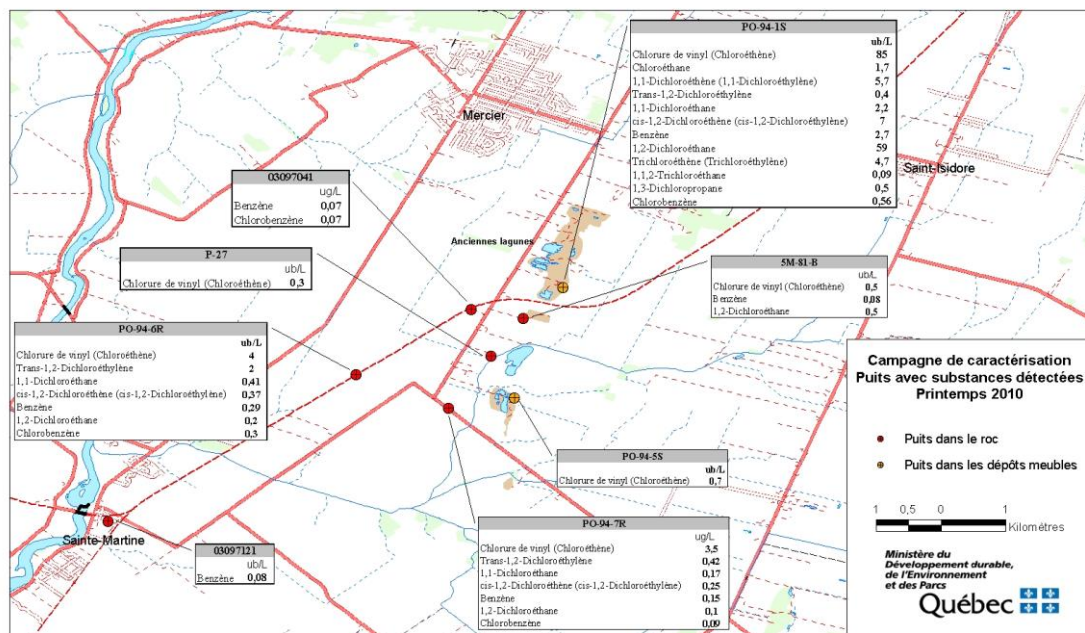 PO-94-1S
ub/L
Chlorure de vinyl (Chloroéthène) 85
Chloroéthane 1,7
1,1-Dichloroéthène (1,1-Dichloroéthylène) 5,7
Trans-1,2-Dichloroéthylène 0,4
1,1-Dichloroéthane 2,2
cis-1,2-Dichloroéthène (cis-1,2-Dichloroéthylène) 7
Benzène 2,7
1,2-Dichloroéthane 59
Trichloroéthène (Trichloroéthylène) 4,7
1,1,2-Trichloroéthane 0,09
1,3-Dichloropropane 0,5
Chlorobenzène 0,56
Mercier
Saint-Isidore
03097041
ug/L
Benzène 0,07
Chlorobenzène 0,07
Anciennes lagunes
P-27
ub/L
Chlorure de vinyl (Chloroéthène) 0,3
5M-81-B
ub/L
Chlorure de vinyl (Chloroéthène) 0,5
Benzène 0,08
1,2-Dichloroéthane 0,5
PO-94-6R
ub/L
Chlorure de vinyl (Chloroéthène) 4
Trans-1,2-Dichloroéthylène 2
1,1-Dichloroéthane 0,41
cis-1,2-Dichloroéthène (cis-1,2-Dichloroéthylène) 0,37
Benzène 0,29
1,2-Dichloroéthane 0,2
Chlorobenzène 0,3
PO-94-5S
ub/L
Chlorure de vinyl (Chloroéthène) 0,7
PO-94-7R
ug/L
Chlorure de vinyl (Chloroéthène) 3,5
Trans-1,2-Dichloroéthylène 0,42
1,1-Dichloroéthane 0,17
cis-1,2-Dichloroéthène (cis-1,2-Dichloroéthylène) 0,25
Benzène 0,15
1,2-Dichloroéthane 0,1
Chlorobenzène 0,09
Sainte-Martine
03097121
ub/L
Benzène 0,08
Campagne de caractérisation
Puits avec substances détectées
Printemps 2010
Puits dans le roc
Puits dans les dépôts meubles
1 0,5 0 1
Kilomètres
Ministère du
Développement durable,
de l'Environnement
et des Parcs
Québec